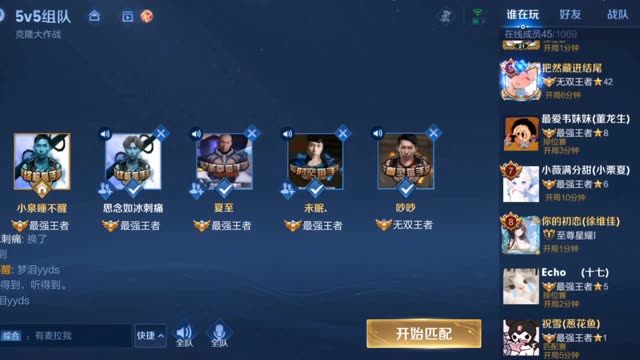 5v5组队
克隆大作战
谁在玩
好友
战队
在线成员45/1069
开局1分钟
把然藏进结尾
无双王者42
开局6分钟
最爱韦妹妹(董龙生)
最强王者8
排位赛
开局3分钟
7
小薇满分甜(小栗夏)
最强王者7
开局10分钟
8
你的初恋(徐维佳)
至尊星耀I
开局1分钟
Echo (十七)
最强王者5
排位赛
开局2分钟
祝雪(葱花鱼)
最强王者1
匹配赛
开局5分钟
小泉睡不醒
最强王者
思念如冰刺痛
最强王者
夏至
最强王者
未眠.
最强王者
吵吵
无双王者
刺痛: 换了
到
醒: 梦泪yyds
得到，听得到。
泪yyds
综合
: 有麦拉我
快捷
全队
全队
开始匹配